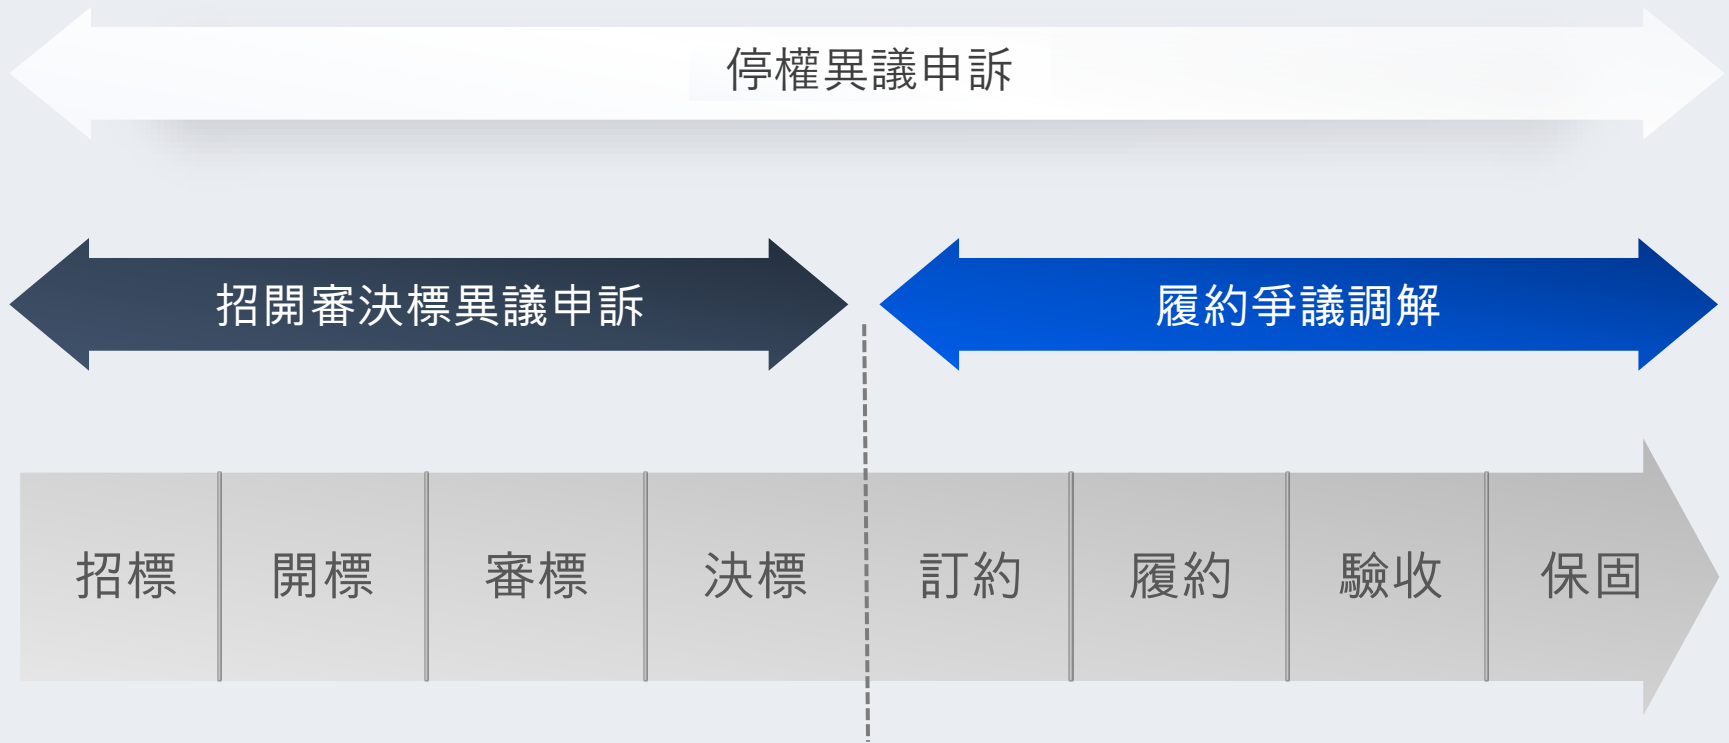 停權異議申訴
招開審決標異議申訴
履約爭議調解
招標
開標
審標
決標
訂約
履約
驗收
保固